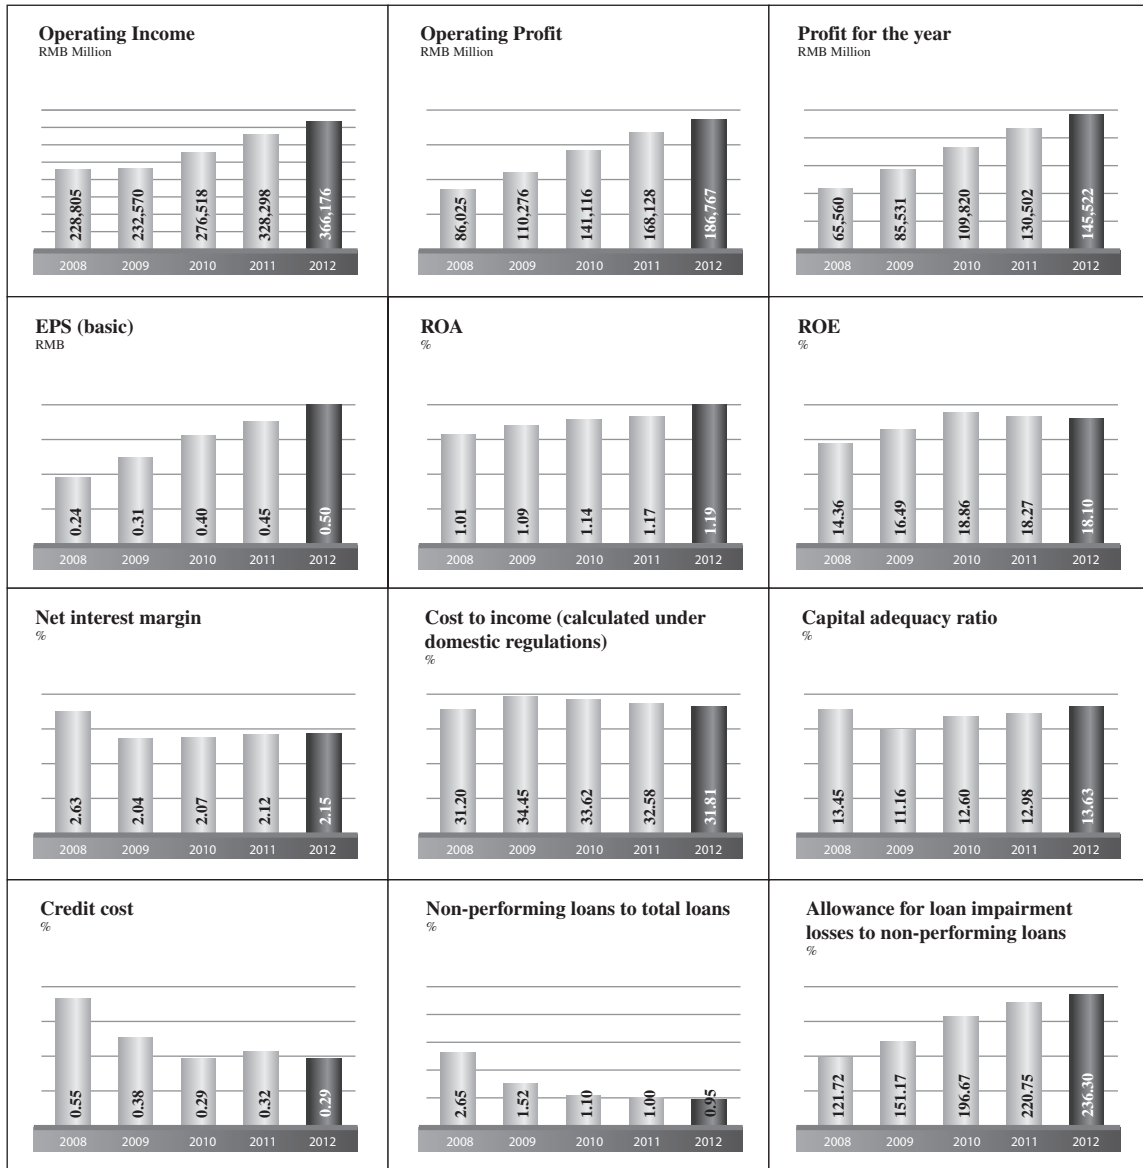 Operating Income
RMB Million
228,805
232,570
276,518
328,298
366,176
2008 2009 2010 2011 2012
Operating Profit
RMB Million
86,025
110,276
141,116
168,128
186,767
2008 2009 2010 2011 2012
Profit for the year
RMB Million
65,560
85,531
109,820
130,502
145,522
2008 2009 2010 2011 2012
EPS (basic)
RMB
0.24
0.31
0.40
0.45
0.50
2008 2009 2010 2011 2012
ROA
%
1.01
1.09
1.14
1.17
1.19
2008 2009 2010 2011 2012
ROE
%
14.36
16.49
18.86
18.27
18.10
2008 2009 2010 2011 2012
Net interest margin
%
2.63
2.04
2.07
2.12
2.15
2008 2009 2010 2011 2012
Cost to income (calculated under
domestic regulations)
%
31.20
34.45
33.62
32.58
31.81
2008 2009 2010 2011 2012
Capital adequacy ratio
%
13.45
11.16
12.60
12.98
13.63
2008 2009 2010 2011 2012
Credit cost
%
0.55
0.38
0.29
0.32
0.29
2008 2009 2010 2011 2012
Non-performing loans to total loans
%
2.65
1.52
1.10
1.00
0.95
2008 2009 2010 2011 2012
Allowance for loan impairment
losses to non-performing loans
%
121.72
151.17
196.67
220.75
236.30
2008 2009 2010 2011 2012